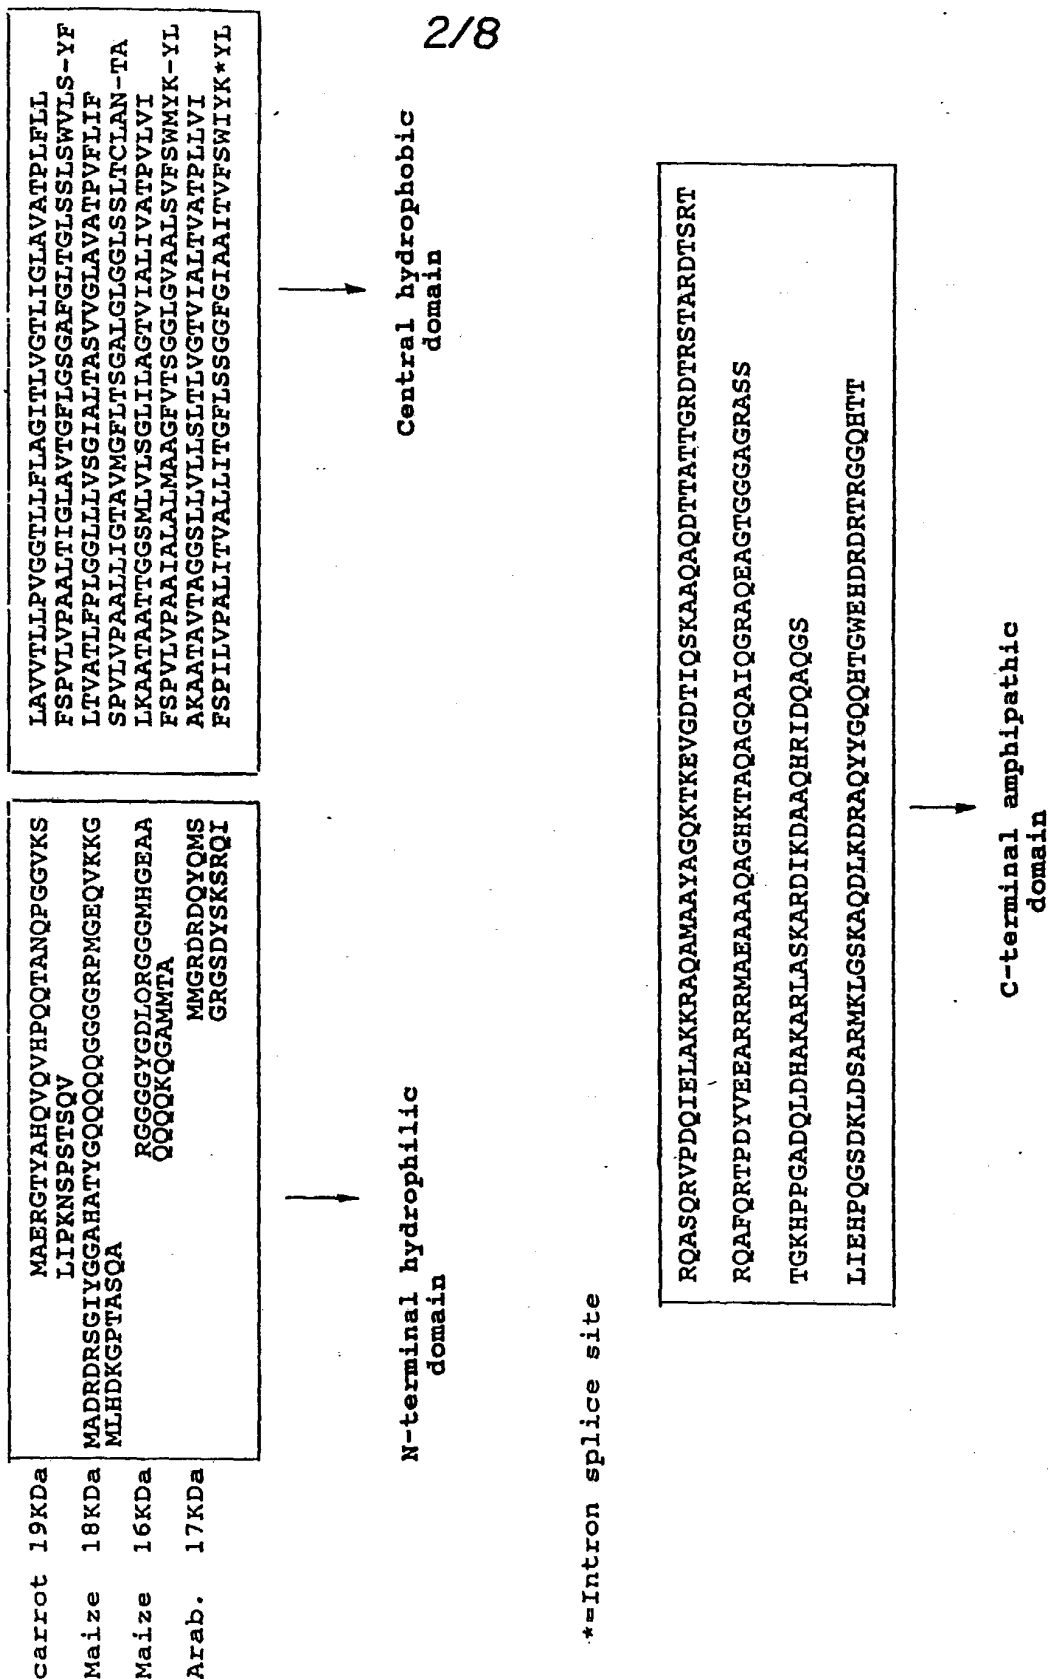 2/8
carrot 19KDa
Maize 18KDa
Maize 16KDa
Arab. 17KDa
MAERGTYAHQVQVHPQQTANQPGGVKS
LIPKNSPSTSQV
MADRDRSGIYGGAHATYGQQQQQGGGGRPMGEQVKKG
MLHDKGPTASQA
RGGGGYGDLQRGGGMHGEAA
QQQQKQGAMMTA
MMGRDRDQYQMS
GRGSDYSKSRQI
N-terminal hydrophilic
domain
LAVVTLLPVGGTLLFLAGITLVGTLIGLAVATPLFLL
FSPVLVPAALTIGLAVTGFLGSGAFGLTGLSSLSWVLS-YF
LTVATLFPLGGLLLVSGIALTASVVGLAVATPVFLIF
SPVLVPAALLIGTAVMGFLTSGALGLGGLSSLTCLAN-TA
LKAATAATTGGSMLVLSGLILAGTVIALIVATPVLVI
FSPVLVPAAIALALMAAGFVTSGGLGVAALSVFSWMYK-YL
AKAATAVTAGGSLLVLLSLTLVGTVIALTVATPLLVI
FSPILVPALITVALLITGFLSSGGFGIAAITVFSWIYK*YL
Central hydrophobic
domain
*=Intron splice site
RQASQRVPDQIELAKKRAQAMAAYAGQKTKEVGDTIQSKAAQAQDTTATTGRDTRSTARDTSRT
RQAFQRTPDYVEEARRRMAEAAAQAGHKTAQAGQAIQGRAQEAGTGGGAGRASS
TGKHPPGADQLDHAKARLASKARDIKDAAQHRIDQAQGS
LIEHPQGSDKLDSARMKLGSKAQDLKDRAQYYGQQHTGWEHDRDRTRGGQHTT
C-terminal amphipathic
domain